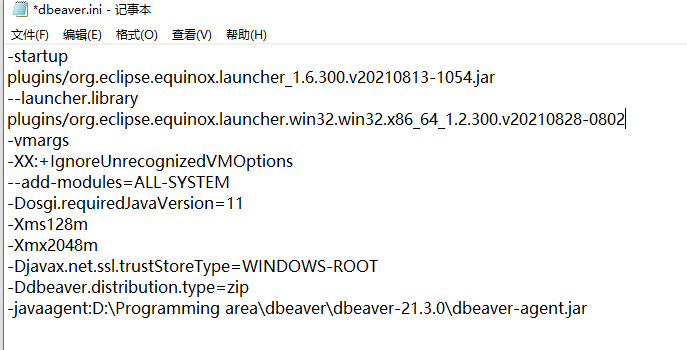 *dbeaver.ini - 记事本
文件(F) 编辑(E) 格式(O) 查看(V) 帮助(H)
-startup
plugins/org.eclipse.equinox.launcher_1.6.300.v20210813-1054.jar
--launcher.library
plugins/org.eclipse.equinox.launcher.win32.win32.x86_64_1.2.300.v20210828-0802
-vmargs
-XX:+IgnoreUnrecognizedVMOptions
--add-modules=ALL-SYSTEM
-Dosgi.requiredJavaVersion=11
-Xms128m
-Xmx2048m
-Djavax.net.ssl.trustStoreType=WINDOWS-ROOT
-Ddbeaver.distribution.type=zip
-javaagent:D:\Programming area\dbeaver\dbeaver-21.3.0\dbeaver-agent.jar